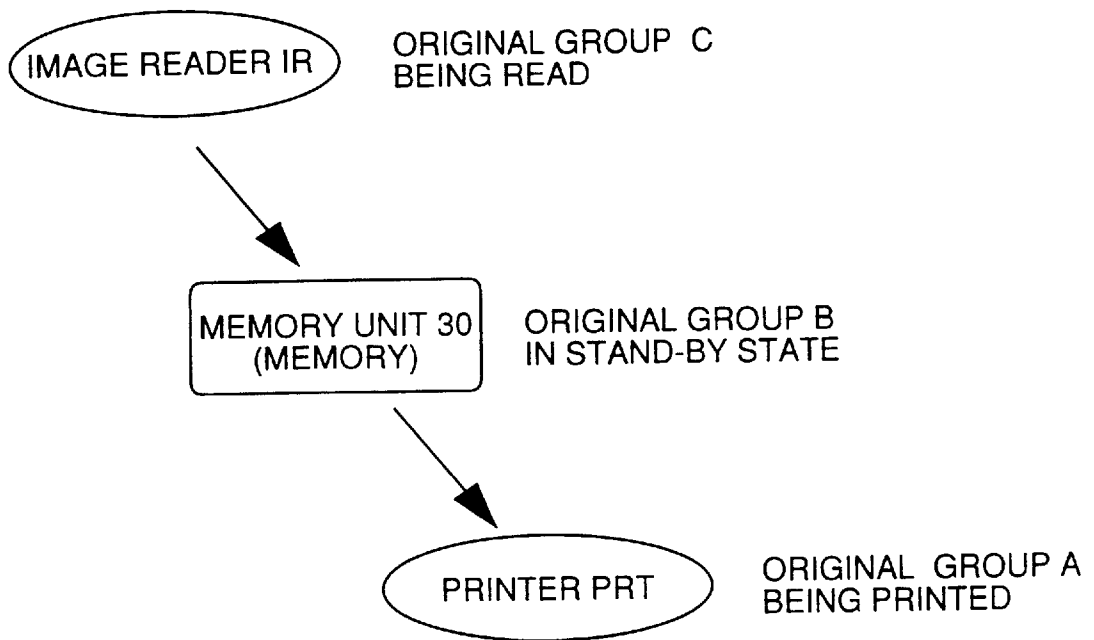 IMAGE READER IR
ORIGINAL GROUP C
BEING READ
MEMORY UNIT 30
(MEMORY)
ORIGINAL GROUP B
IN STAND-BY STATE
PRINTER PRT
ORIGINAL GROUP A
BEING PRINTED